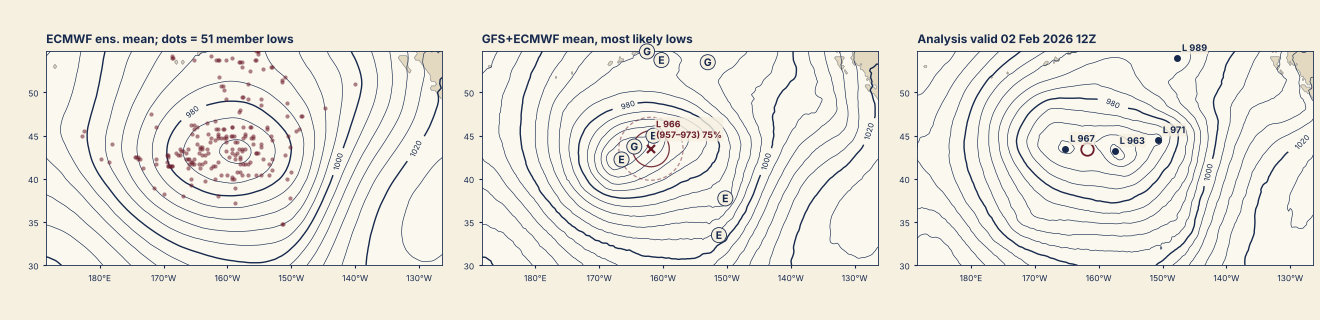 ECMWF ens. mean; dots = 51 member lows
GFS+ECMWF mean, most likely lows
Analysis valid 02 Feb 2026 12Z
L 989
G
E
G
50
50
50
980
980
980
1020
L 966
E
(957–973) 75%
L 971
45
45
45
L 967
L 963
G
E
1000
1000
1020
1020
40
40
40
E
35
35
35
E
30
30
30
180°E
170°W
160°W
150°W
140°W
130°W
180°E
170°W
160°W
150°W
140°W
130°W
180°E
170°W
160°W
150°W
140°W
130°W